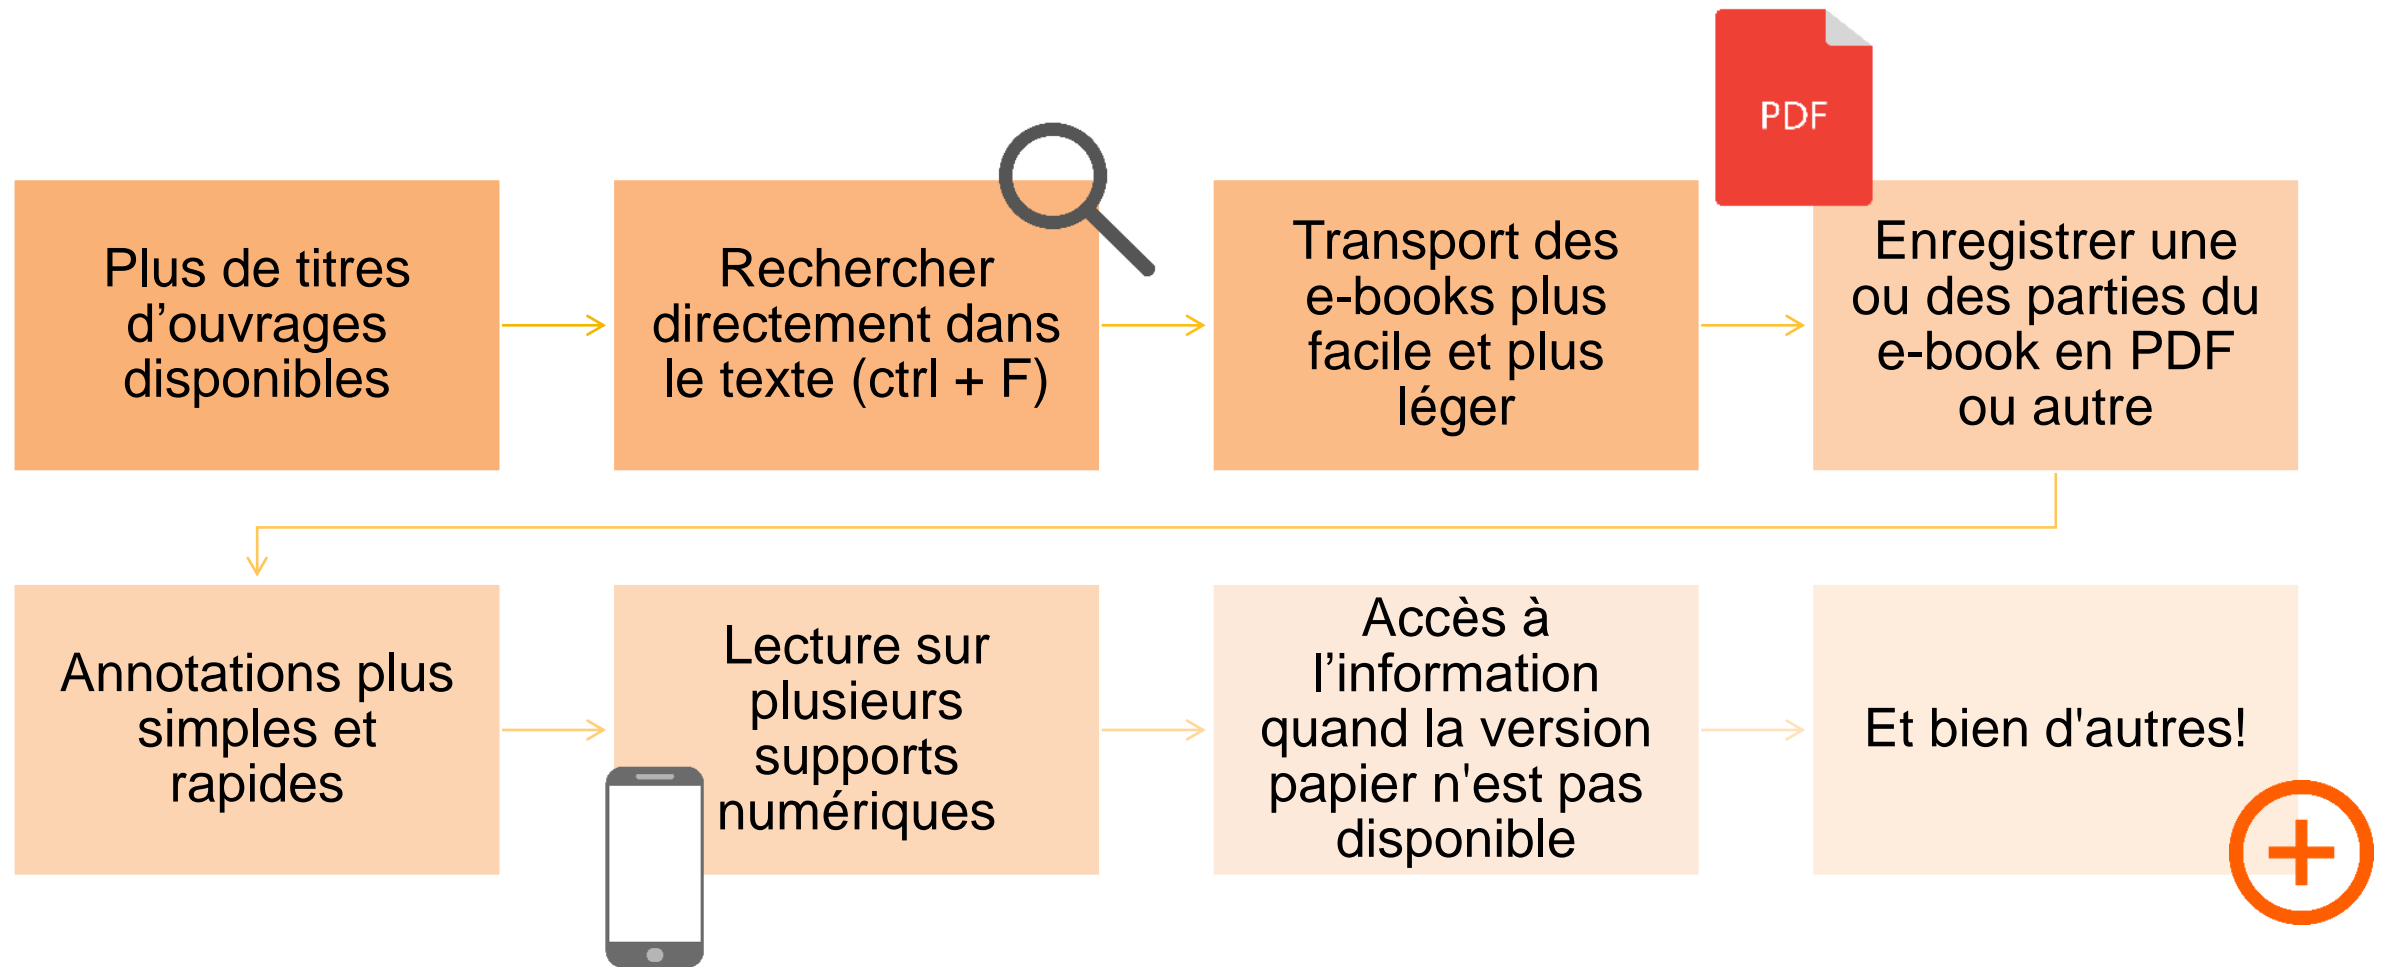 PDF
Plus de titres
d’ouvrages
disponibles
Rechercher
directement dans
le texte (ctrl + F)
Transport des
e-books plus
facile et plus
léger
Enregistrer une
ou des parties du
e-book en PDF
ou autre
Annotations plus
simples et
rapides
Lecture sur
plusieurs
supports
numériques
Accès à
l’information
quand la version
papier n'est pas
disponible
Et bien d'autres!